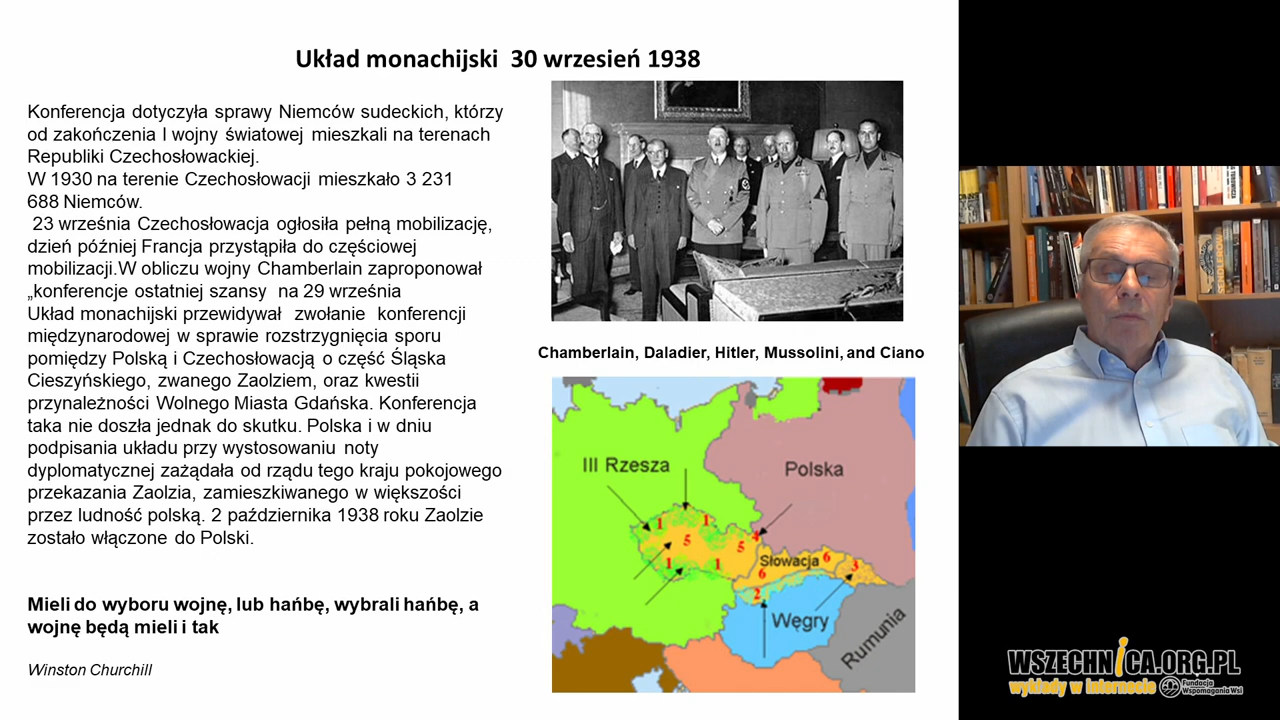 Układ monachijski 30 wrzesień 1938
Konferencja dotyczyła sprawy Niemców sudeckich, którzy
od zakończenia I wojny światowej mieszkali na terenach
Republiki Czechosłowackiej.
W 1930 na terenie Czechosłowacji mieszkało 3 231
688 Niemców.
23 września Czechosłowacja ogłosiła pełną mobilizację,
dzień później Francja przystąpiła do częściowej
mobilizacji.W obliczu wojny Chamberlain zaproponował
„konferencje ostatniej szansy na 29 września
Układ monachijski przewidywał zwołanie konferencji
międzynarodowej w sprawie rozstrzygnięcia sporu
pomiędzy Polską i Czechosłowacją o część Śląska
Cieszyńskiego, zwanego Zaolziem, oraz kwestii
przynależności Wolnego Miasta Gdańska. Konferencja
taka nie doszła jednak do skutku. Polska i w dniu
podpisania układu przy wystosowaniu noty
dyplomatycznej zażądała od rządu tego kraju pokojowego
przekazania Zaolzia, zamieszkiwanego w większości
przez ludność polską. 2 października 1938 roku Zaolzie
zostało włączone do Polski.
Mieli do wyboru wojnę, lub hańbę, wybrali hańbę, a
wojnę będą mieli i tak
Winston Churchill
Chamberlain, Daladier, Hitler, Mussolini, and Ciano
III Rzesza
Polska
1 1 4
5 5
1 1
Słowacja 6 3
6
2
Węgry
Rumunia
SENDLEROWA
WSZECHNICA.ORG.PL
wykłady w internecie
Fundacja
Wspomagania Wsi